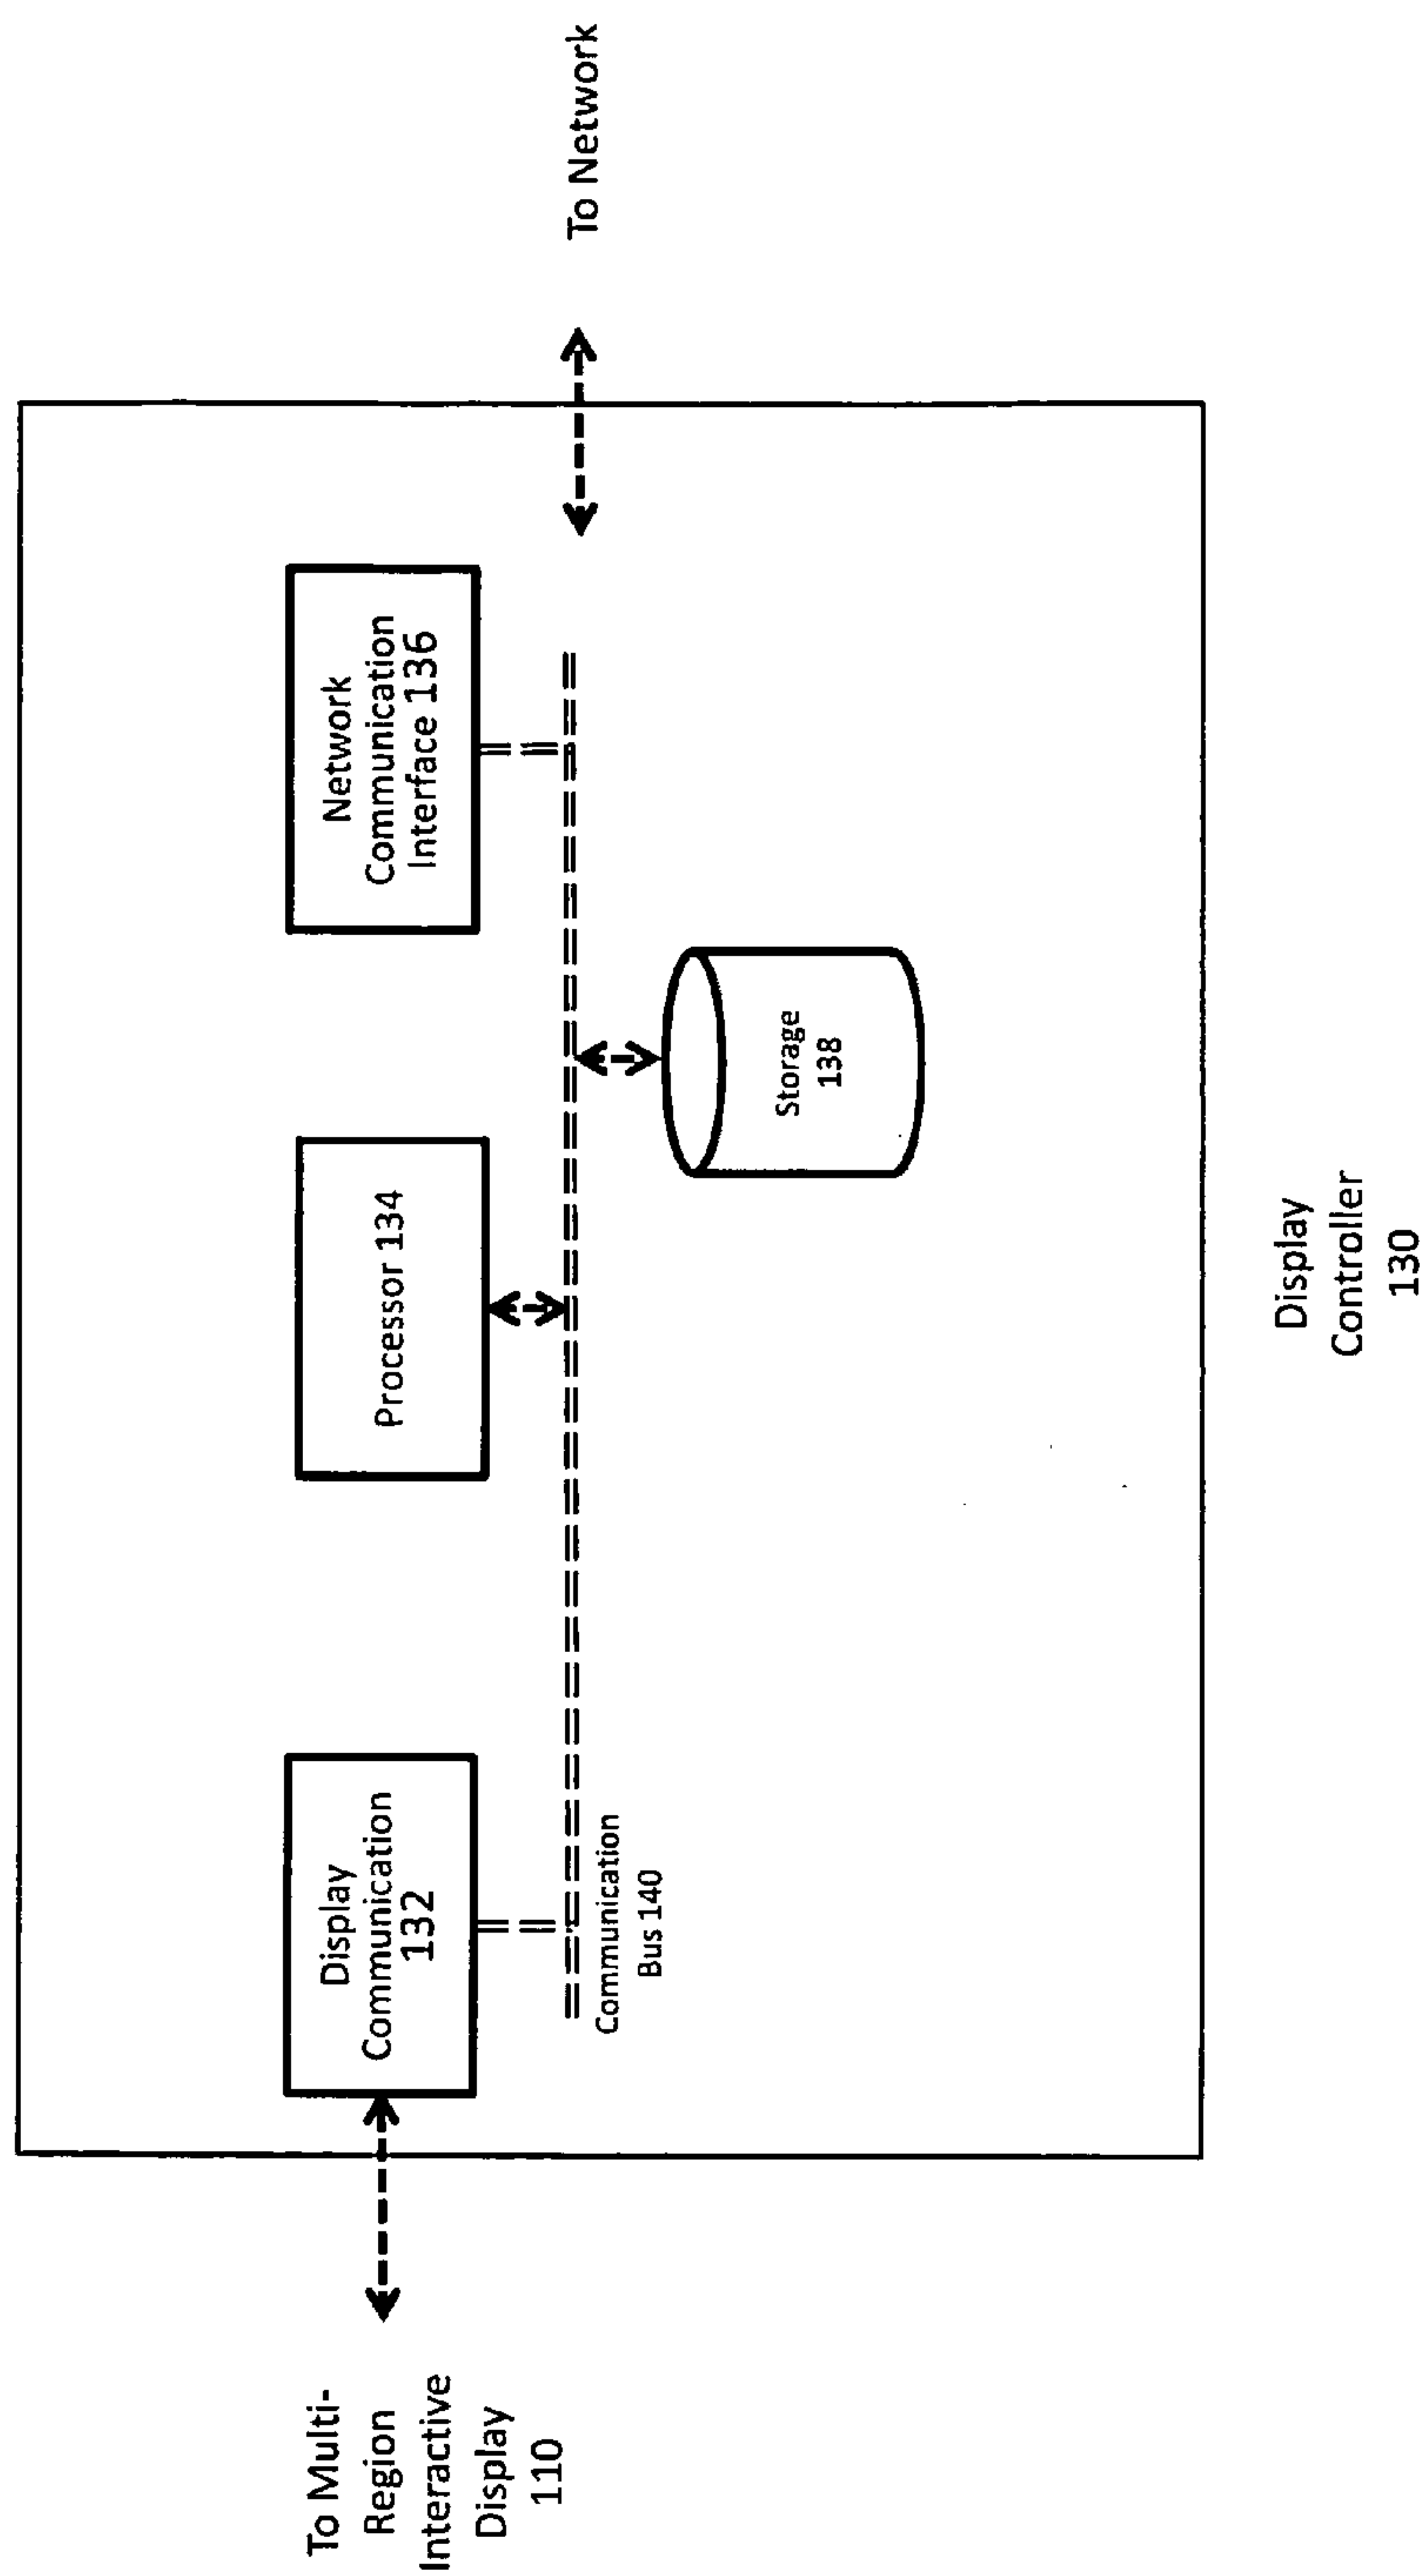 To Multi-
Region
Interactive
Display
110
Display
Communication
132
Processor 134
Network
Communication
Interface 136
To Network
Communication
Bus 140
Storage
138
Display
Controller
130